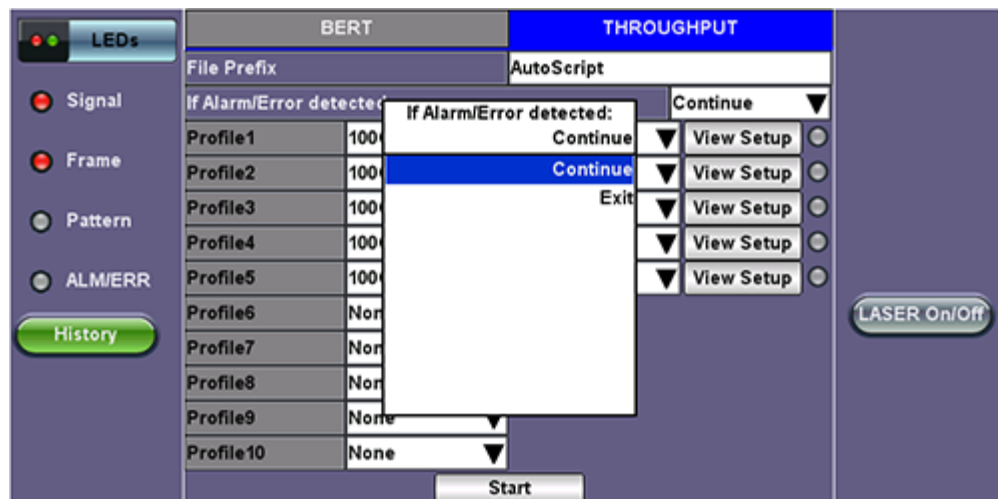 LEDs
BERT
THROUGHPUT
File Prefix
AutoScript
Signal
If Alarm/Error detected
Continue
If Alarm/Error detected:
Continue
Continue
Exit
Profile1
View Setup
Frame
Profile2
View Setup
Profile3
View Setup
Pattern
Profile4
View Setup
ALM/ERR
Profile5
View Setup
History
Profile6
Profile7
Profile8
Profile9
None
Profile10
None
Start
LASER On/Off